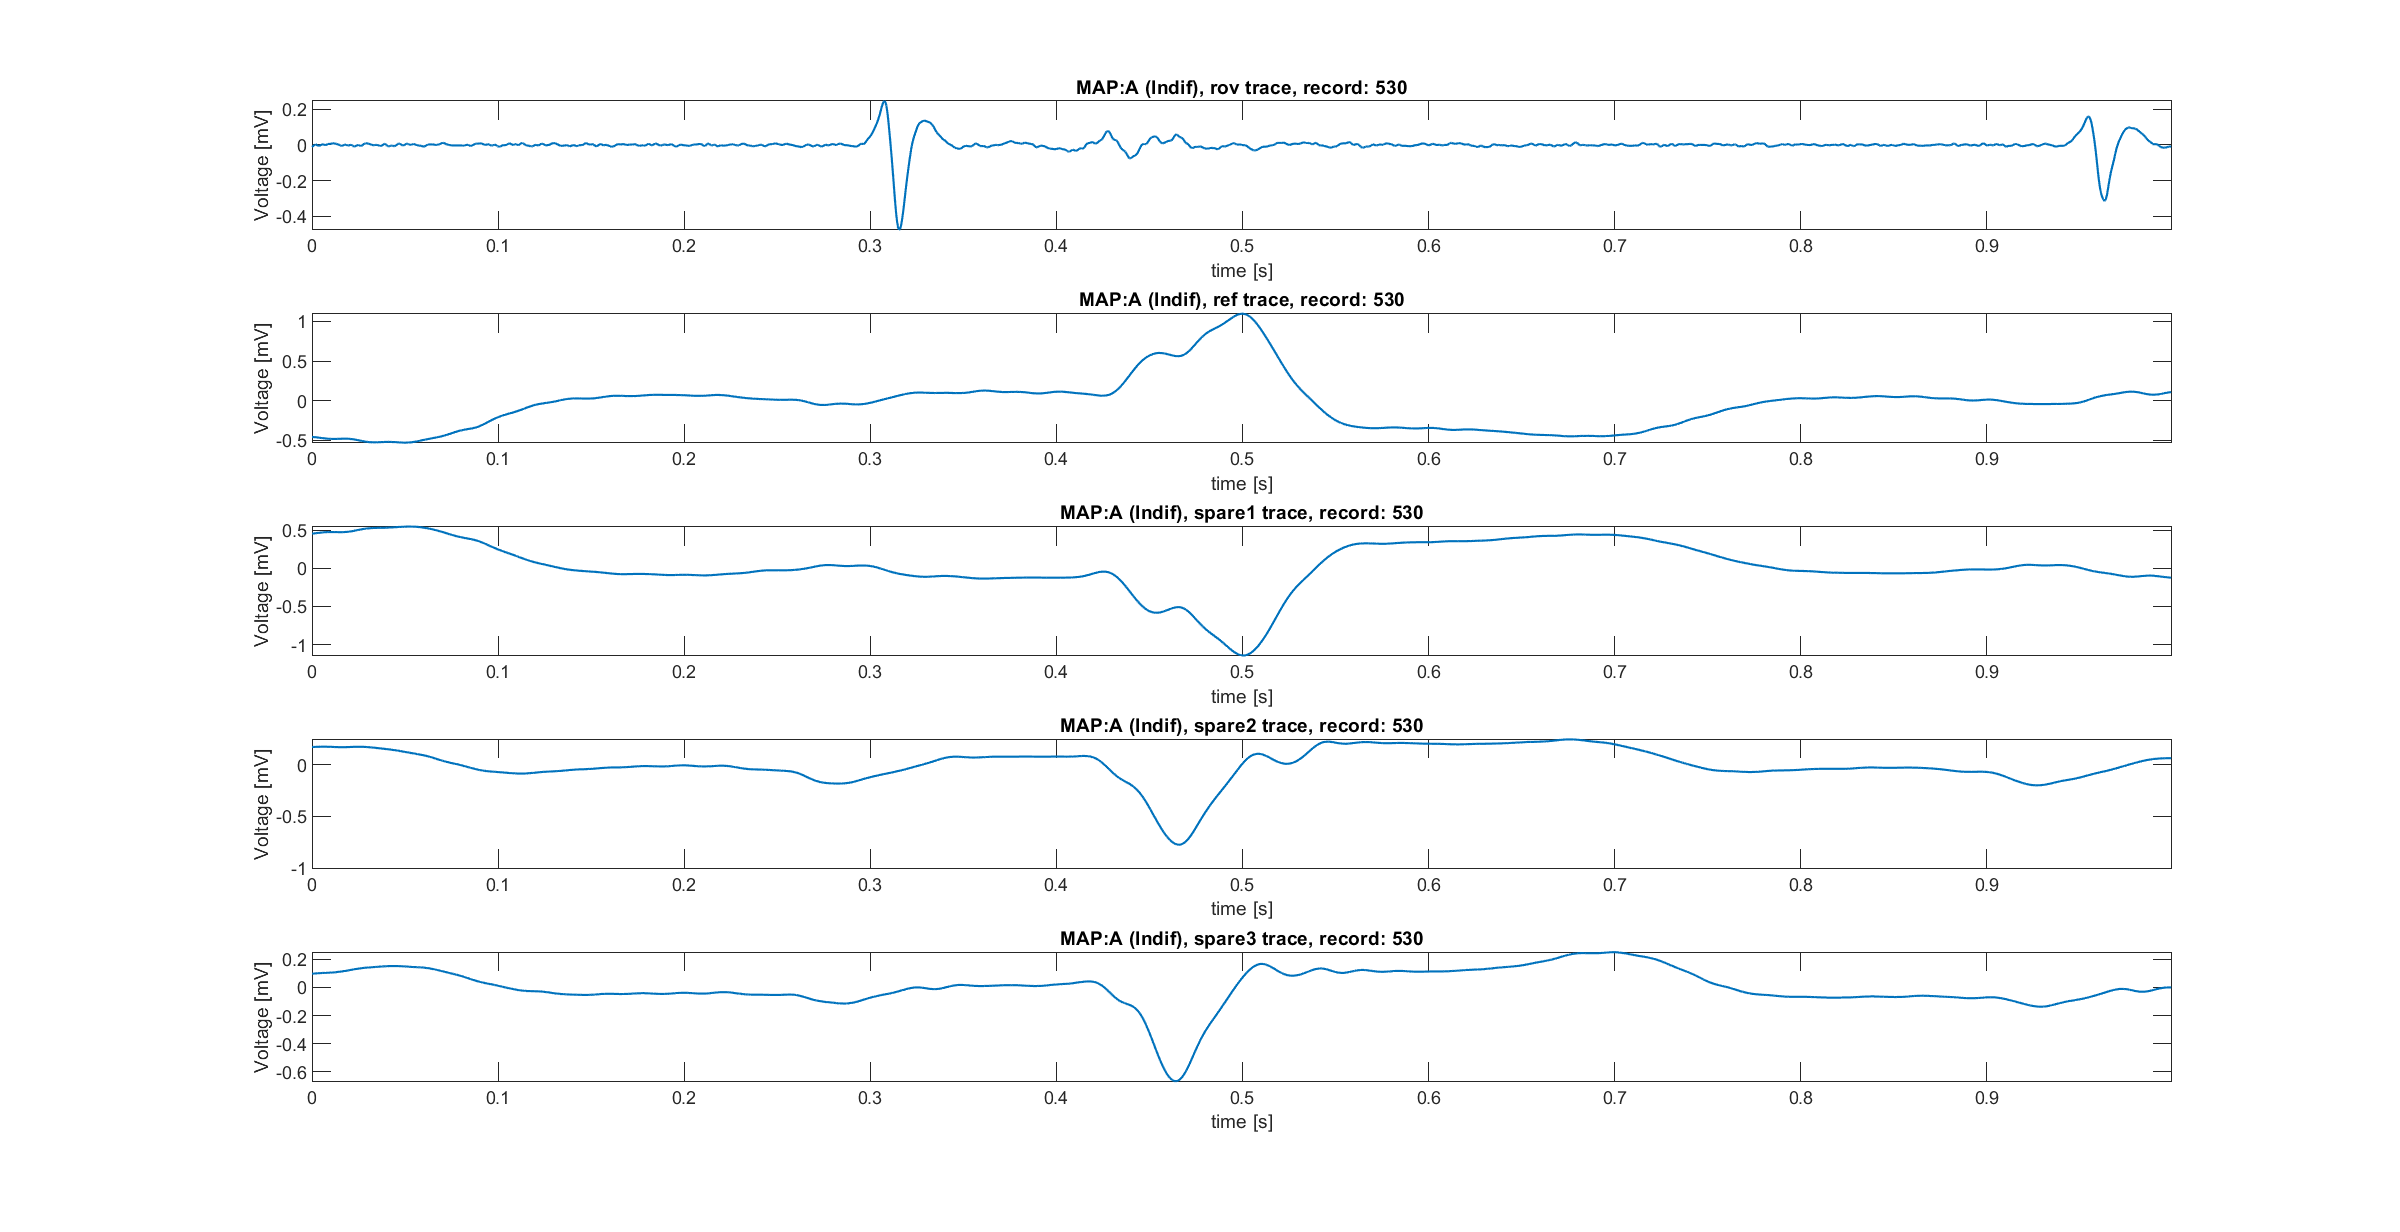 MAP:A (Indif), rov trace, record: 530
Voltage [mV]
0.2
0
-0.2
-0.4
0 0.1 0.2 0.3 0.4 0.5 0.6 0.7 0.8 0.9
time [s]
MAP:A (Indif), ref trace, record: 530
Voltage [mV]
1
0.5
0
-0.5
0 0.1 0.2 0.3 0.4 0.5 0.6 0.7 0.8 0.9
time [s]
MAP:A (Indif), spare1 trace, record: 530
Voltage [mV]
0.5
0
-0.5
-1
0 0.1 0.2 0.3 0.4 0.5 0.6 0.7 0.8 0.9
time [s]
MAP:A (Indif), spare2 trace, record: 530
Voltage [mV]
0
-0.5
-1
0 0.1 0.2 0.3 0.4 0.5 0.6 0.7 0.8 0.9
time [s]
MAP:A (Indif), spare3 trace, record: 530
Voltage [mV]
0.2
0
-0.2
-0.4
-0.6
0 0.1 0.2 0.3 0.4 0.5 0.6 0.7 0.8 0.9
time [s]